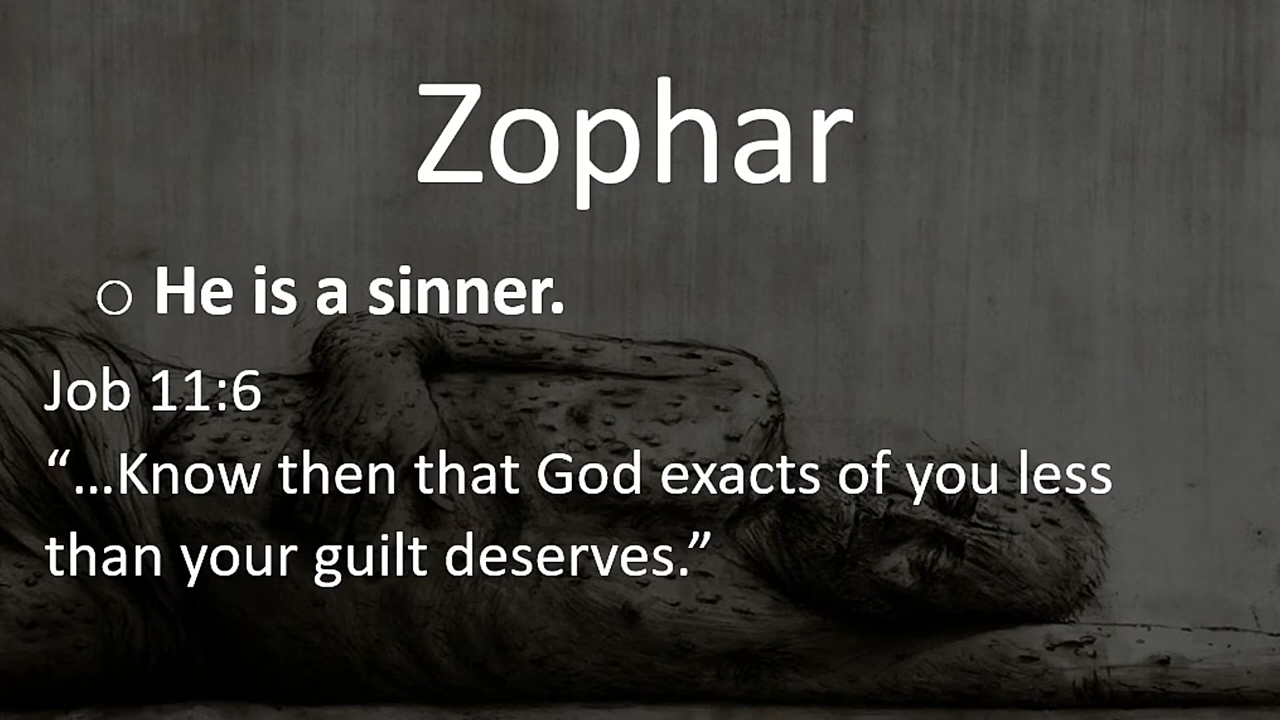 Zophar
○ He is a sinner.
Job 11:6
“…Know then that God exacts of you less
than your guilt deserves.”